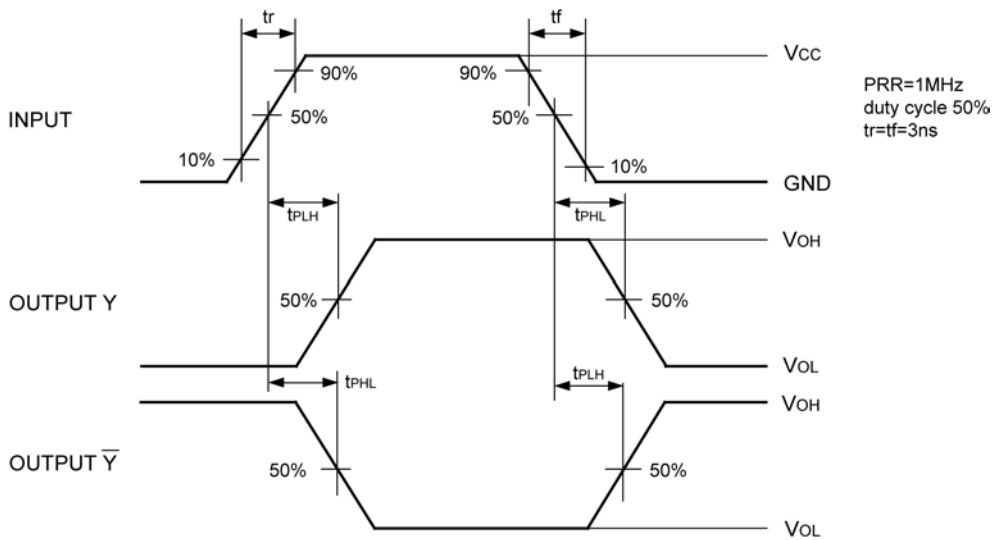 tr
tf
VCC
90%
90%
PRR=1MHz
duty cycle 50%
tr=tf=3ns
INPUT
50%
50%
10%
10%
GND
tPLH
tPHL
VOH
OUTPUT Y
50%
50%
VOL
tPHL
tPLH
VOH
OUTPUT Y̅
50%
50%
VOL